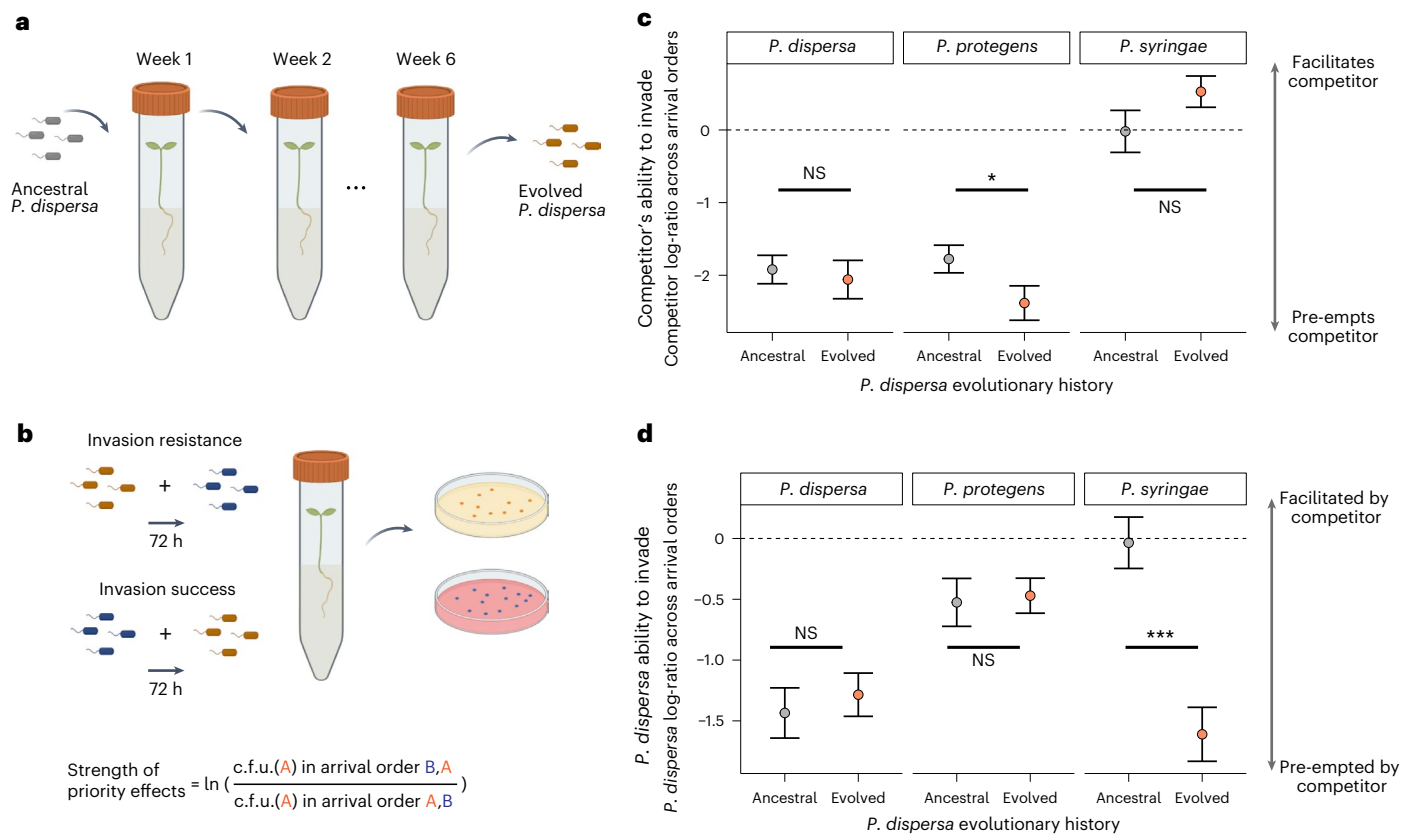 a
Week 1
Week 2
Week 6
Ancestral
P. dispersa
...
Evolved
P. dispersa
b
Invasion resistance
+
72 h
Invasion success
+
72 h
Strength of
priority effects
= ln (
c.f.u.(A) in arrival order B,A
c.f.u.(A) in arrival order A,B
)
c
Competitor's ability to invade
Competitor log-ratio across arrival orders
P. dispersa
P. protegens
P. syringae
0
−1
−2
NS
*
NS
Ancestral
Evolved
Ancestral
Evolved
Ancestral
Evolved
P. dispersa evolutionary history
Facilitates
competitor
Pre-empts
competitor
d
P. dispersa ability to invade
P. dispersa log-ratio across arrival orders
P. dispersa
P. protegens
P. syringae
0
−0.5
−1.0
−1.5
NS
NS
***
Ancestral
Evolved
Ancestral
Evolved
Ancestral
Evolved
P. dispersa evolutionary history
Facilitated by
competitor
Pre-empted by
competitor